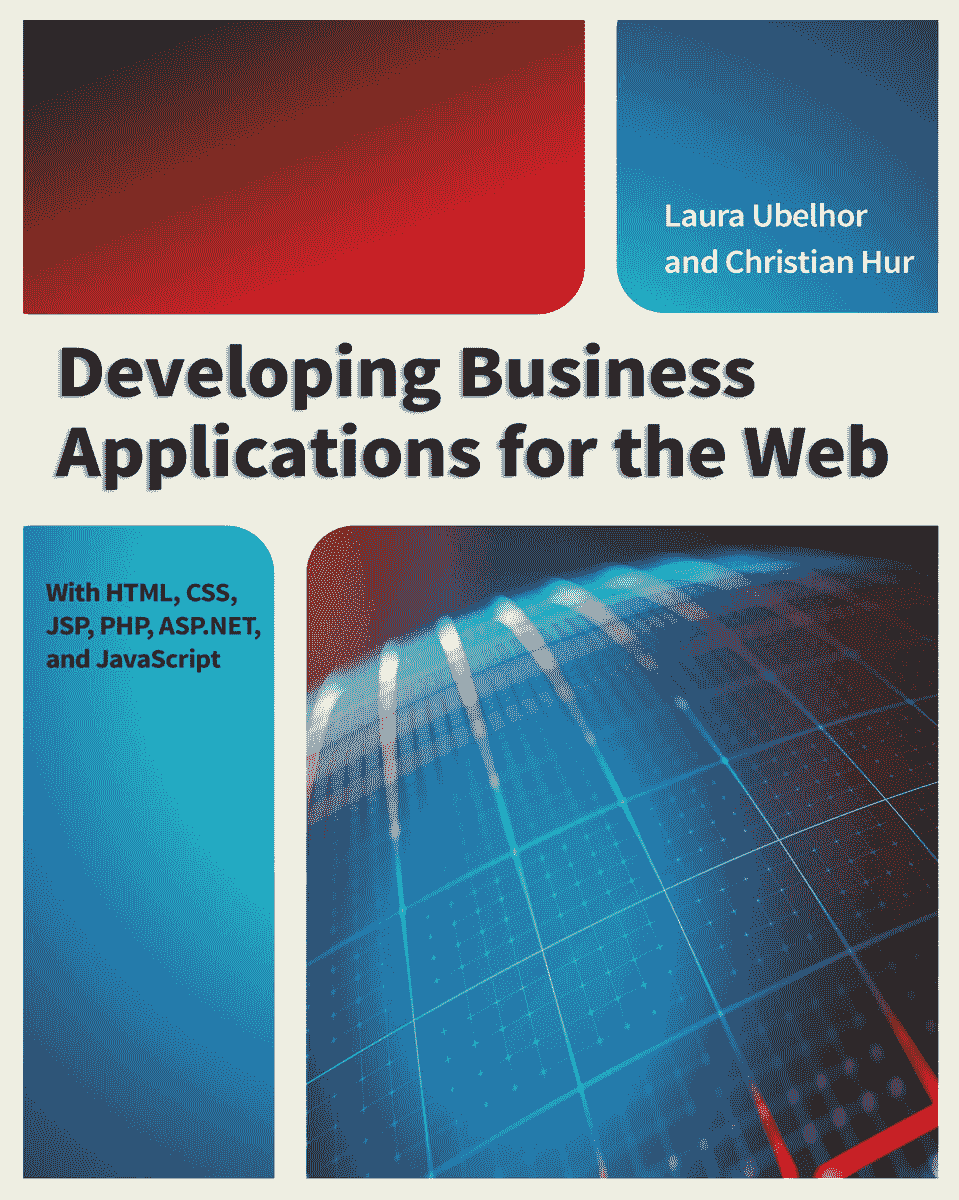 Laura Ubelhor
and Christian Hur
Developing Business
Applications for the Web
With HTML, CSS,
JSP, PHP, ASP.NET,
and JavaScript